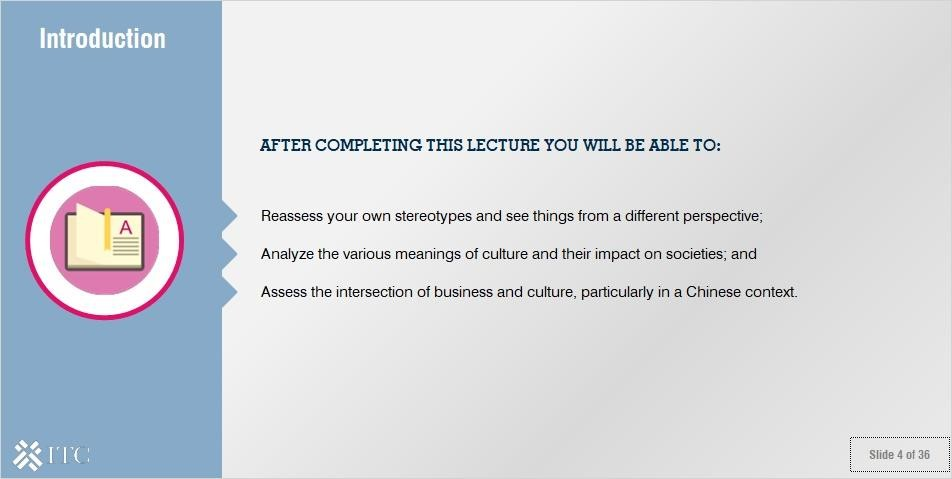 Introduction
AFTER COMPLETING THIS LECTURE YOU WILL BE ABLE TO:
Reassess your own stereotypes and see things from a different perspective;
Analyze the various meanings of culture and their impact on societies; and
Assess the intersection of business and culture, particularly in a Chinese context.
A
ITC
Slide 4 of 36